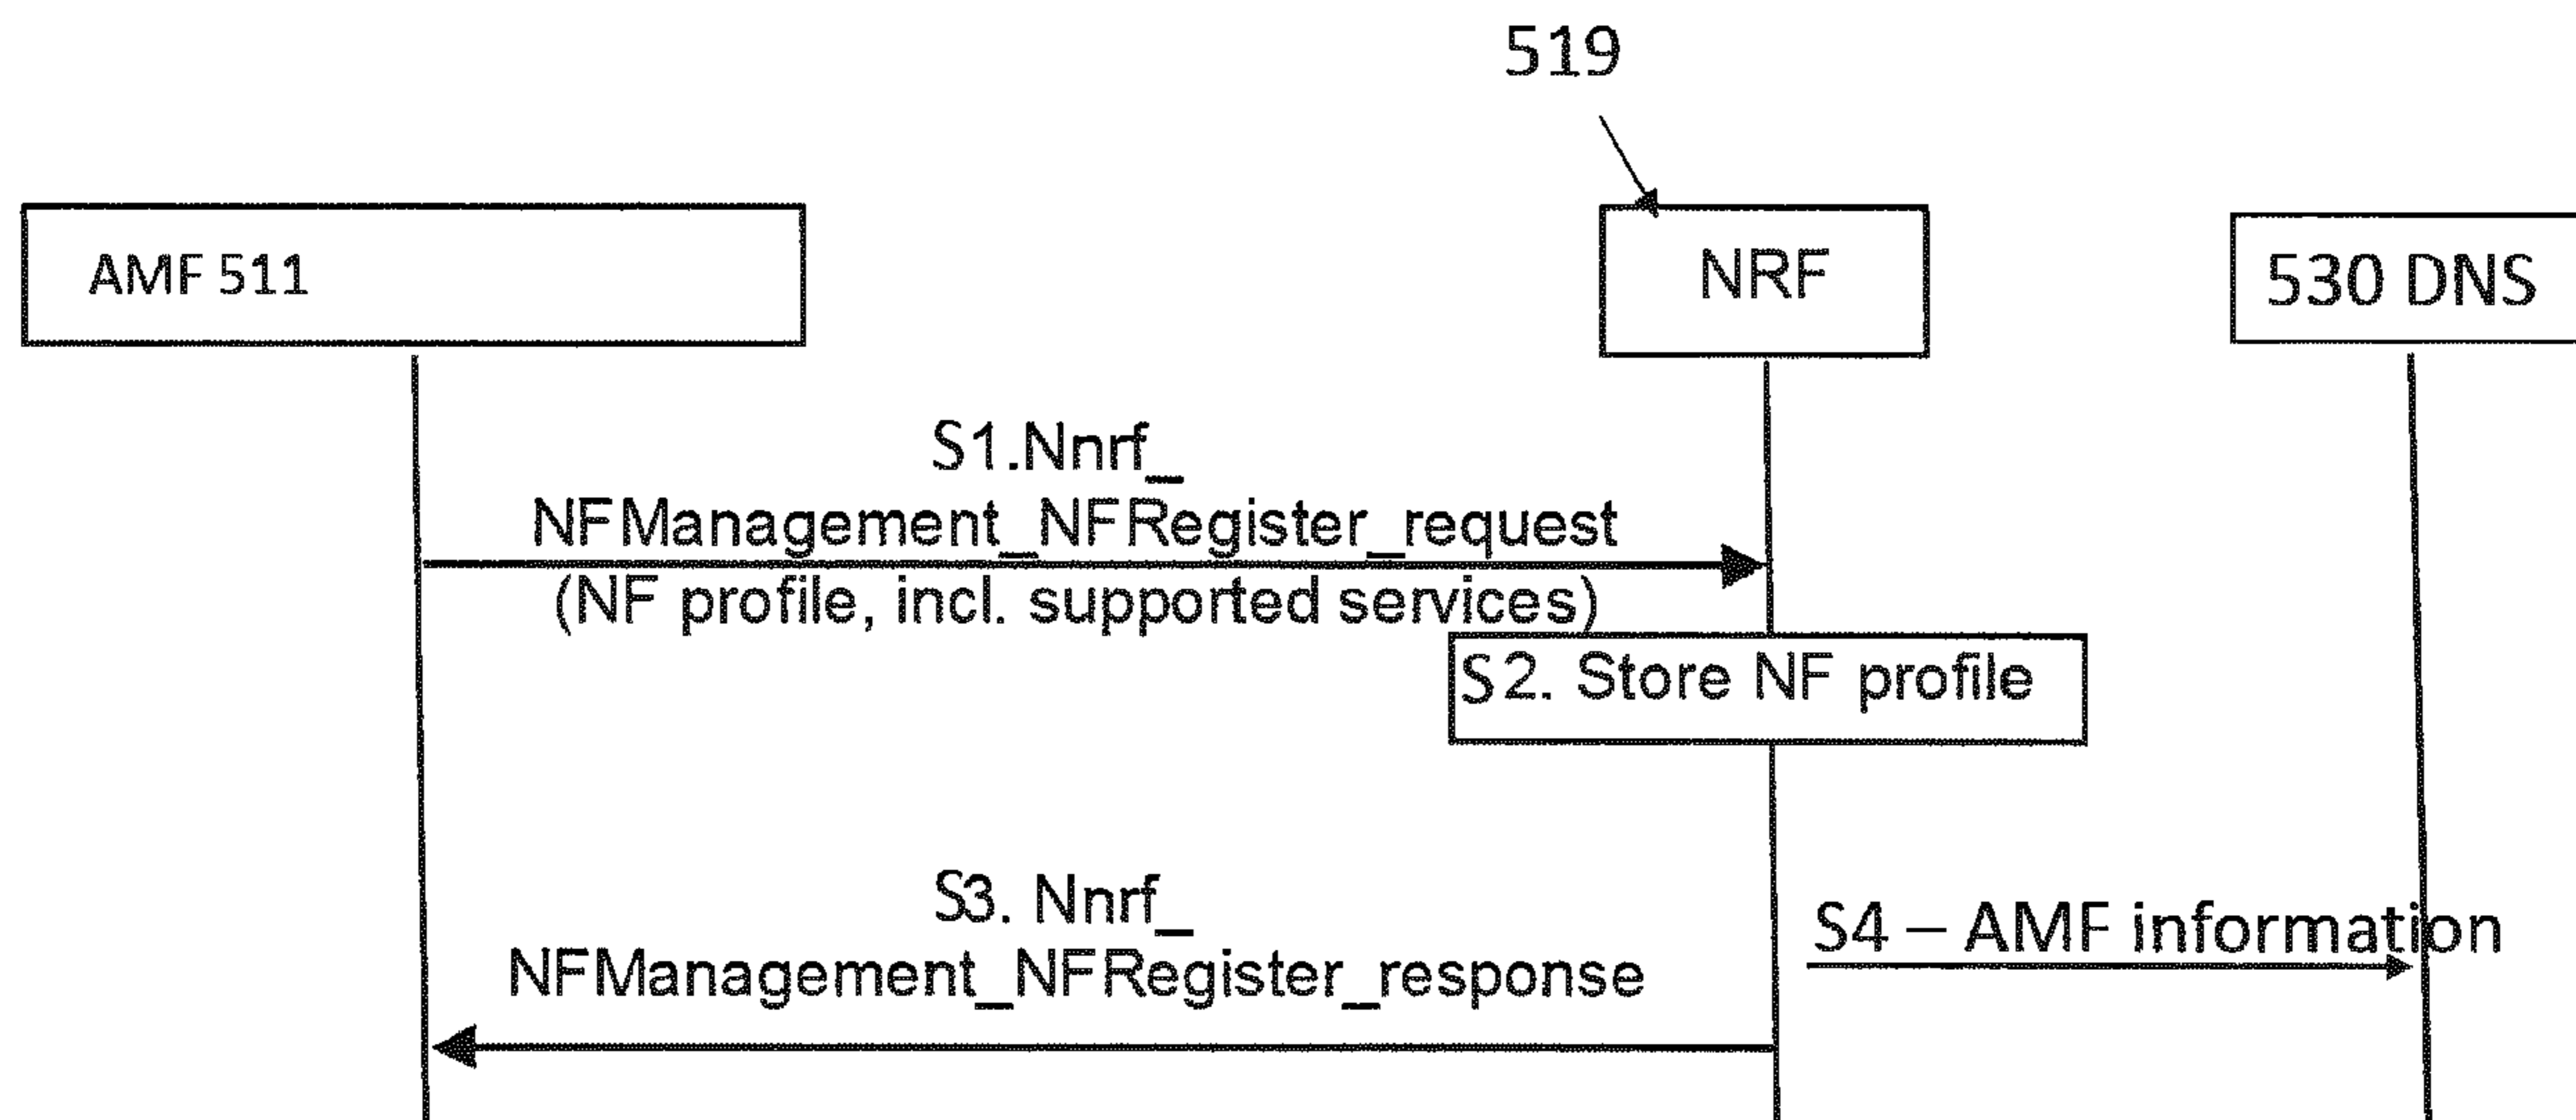 519
AMF 511
NRF
530 DNS
S1.Nnrf_
NFManagement_NFRegister_request
(NF profile, incl. supported services)
S2. Store NF profile
S3. Nnrf_
NFManagement_NFRegister_response
S4 – AMF information